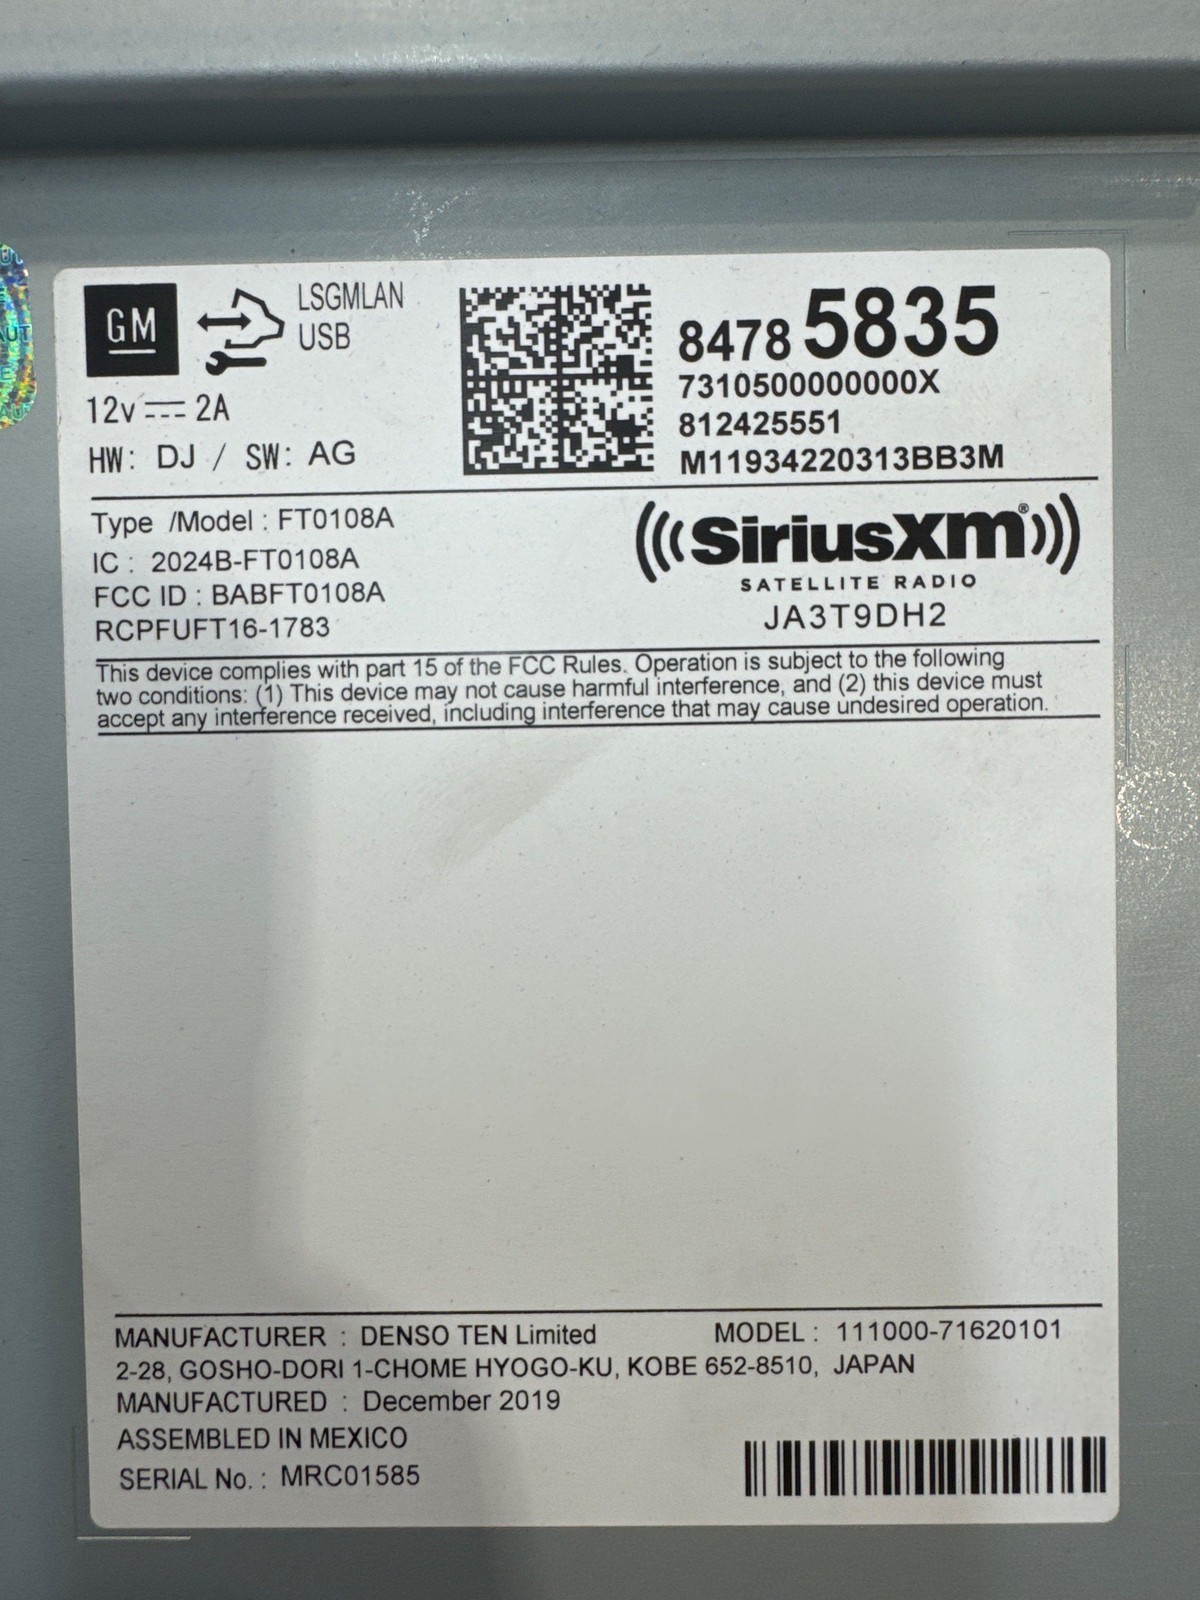 GM
LSGMLAN
USB
12v 2A
HW: DJ / SW: AG
84785835
7310500000000X
812425551
M11934220313BB3M
Type /Model : FT0108A
IC : 2024B-FT0108A
FCC ID : BABFT0108A
RCPFUFT16-1783
SiriusXm®
SATELLITE RADIO
JA3T9DH2
This device complies with part 15 of the FCC Rules. Operation is subject to the following
two conditions: (1) This device may not cause harmful interference, and (2) this device must
accept any interference received, including interference that may cause undesired operation.
MANUFACTURER : DENSO TEN Limited MODEL : 111000-71620101
2-28, GOSHO-DORI 1-CHOME HYOGO-KU, KOBE 652-8510, JAPAN
MANUFACTURED : December 2019
ASSEMBLED IN MEXICO
SERIAL No. : MRC01585